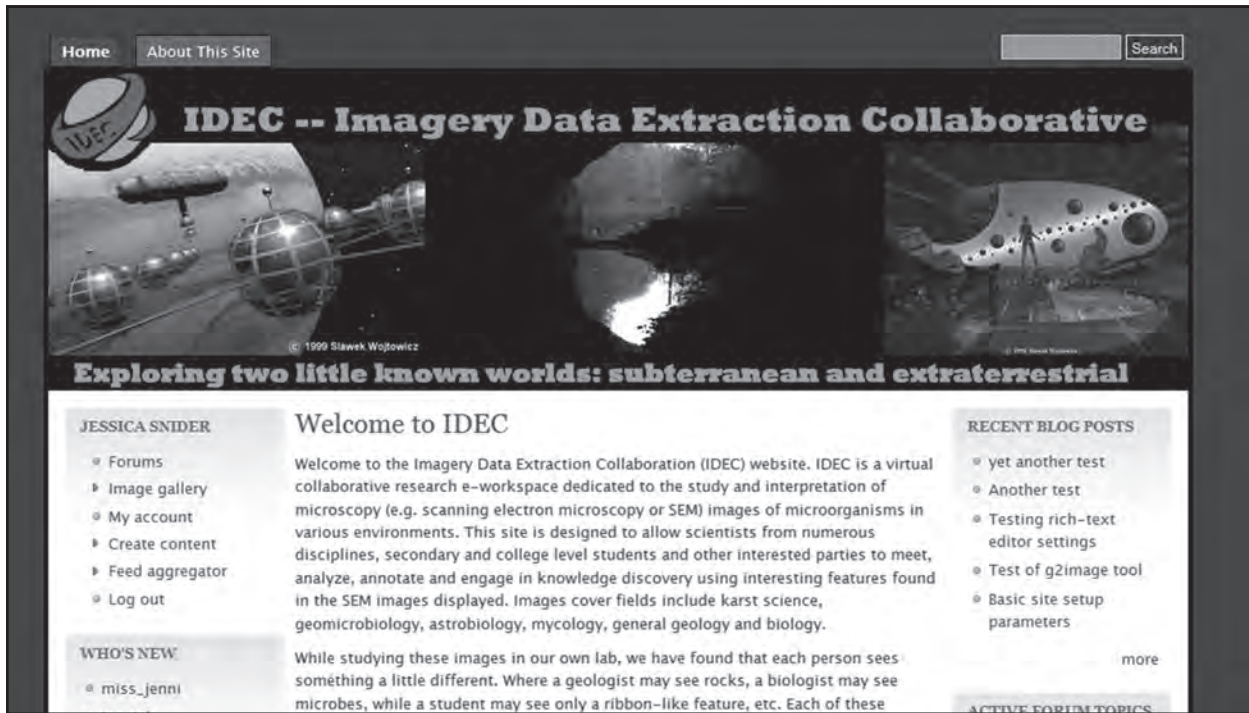 Home
About This Site
Search
IDEC
IDEC -- Imagery Data Extraction Collaborative
© 1999 Slawek Wojtowicz
Exploring two little known worlds: subterranean and extraterrestrial
JESSICA SNIDER
Forums
Image gallery
My account
Create content
Feed aggregator
Log out
WHO'S NEW
miss_jenni
Welcome to IDEC
Welcome to the Imagery Data Extraction Collaboration (IDEC) website. IDEC is a virtual
collaborative research e-workspace dedicated to the study and interpretation of
microscopy (e.g. scanning electron microscopy or SEM) images of microorganisms in
various environments. This site is designed to allow scientists from numerous
disciplines, secondary and college level students and other interested parties to meet,
analyze, annotate and engage in knowledge discovery using interesting features found
in the SEM images displayed. Images cover fields include karst science,
geomicrobiology, astrobiology, mycology, general geology and biology.
While studying these images in our own lab, we have found that each person sees
something a little different. Where a geologist may see rocks, a biologist may see
microbes, while a student may see only a ribbon-like feature, etc. Each of these
RECENT BLOG POSTS
yet another test
Another test
Testing rich-text
editor settings
Test of g2image tool
Basic site setup
parameters
more
ACTIVE FORUM TOPICS